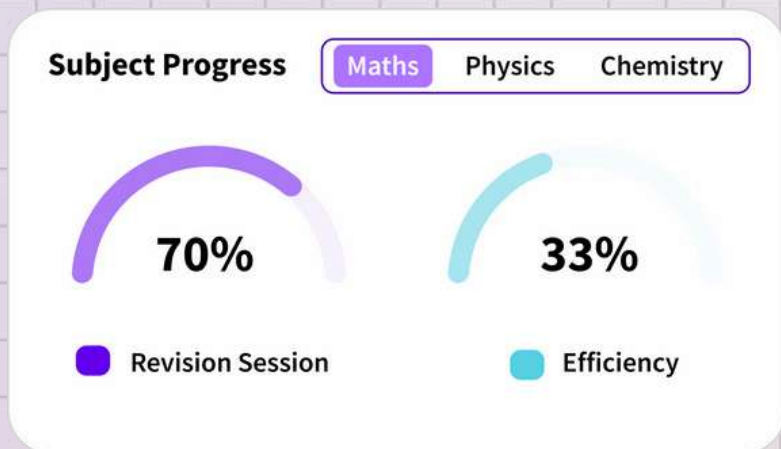 Subject Progress Maths Physics Chemistry
70% 33%
Revision Session Efficiency